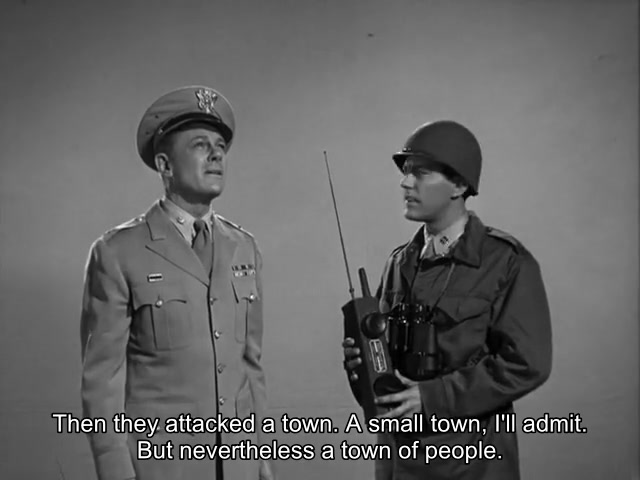 Then they attacked a town. A small town, I'll admit.
But nevertheless a town of people.